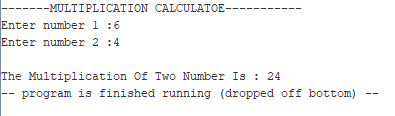 -------MULTIPLICATION CALCULATOE-----------
Enter number 1 :6
Enter number 2 :4
The Multiplication Of Two Number Is : 24
-- program is finished running (dropped off bottom) --